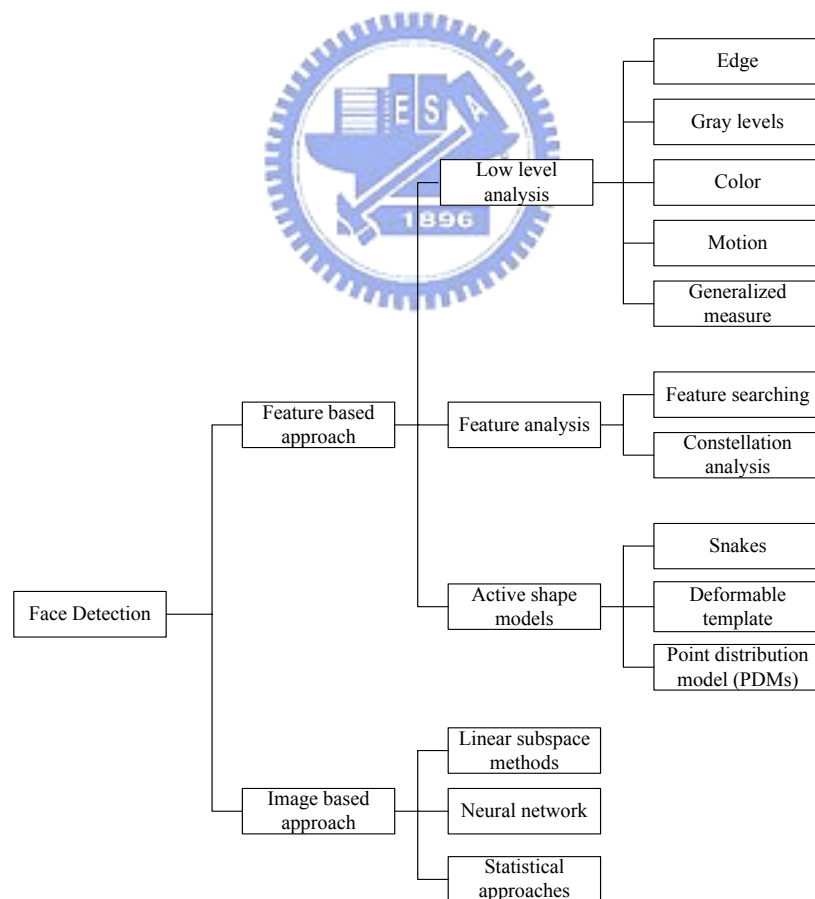 Face Detection
Feature based
approach
Low level
analysis
Edge
Gray levels
Color
Motion
Generalized
measure
Feature analysis
Feature searching
Constellation
analysis
Active shape
models
Snakes
Deformable
template
Point distribution
model (PDMs)
Image based
approach
Linear subspace
methods
Neural network
Statistical
approaches
E S A
1896